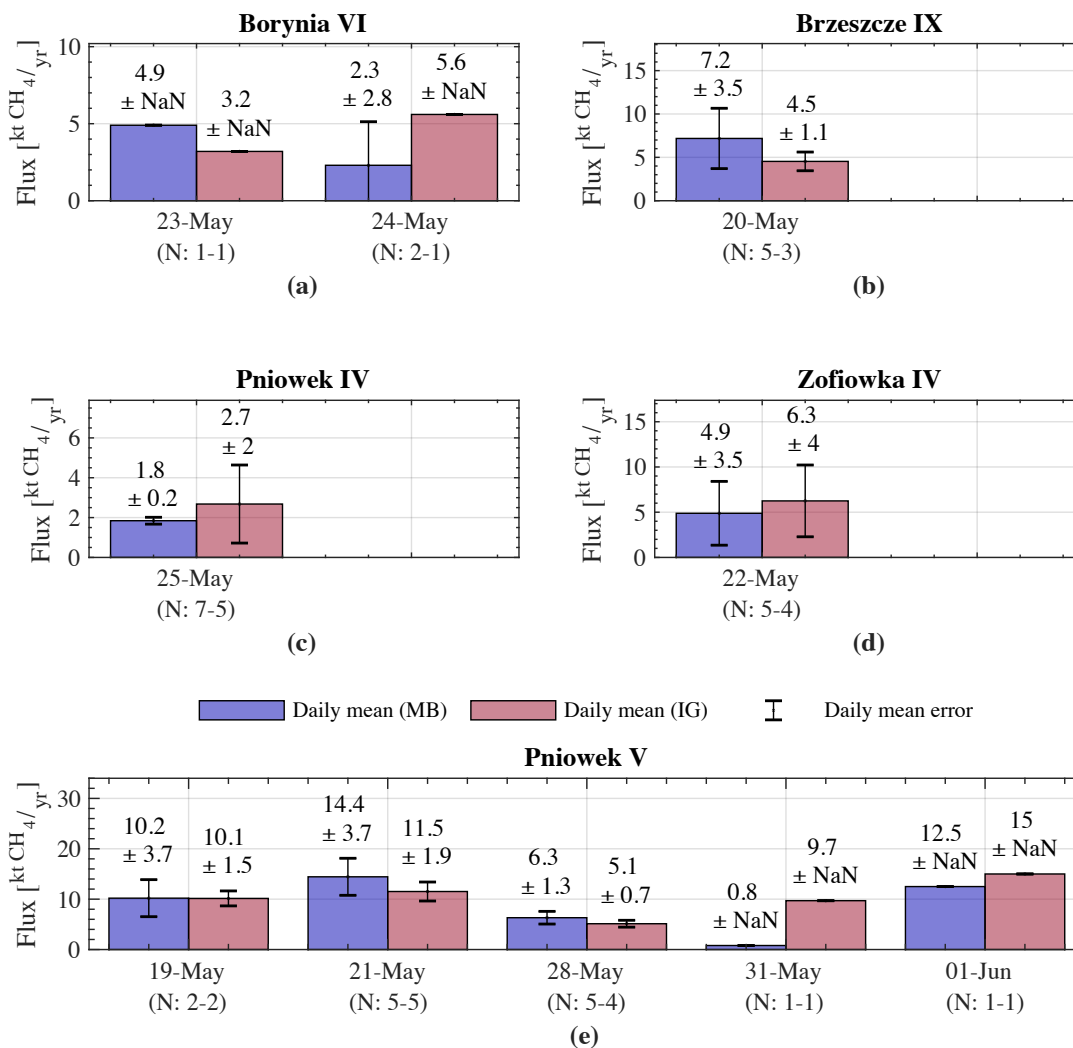 Borynia VI
Flux [kt CH4/yr]
10
5
0
4.9
± NaN
3.2
± NaN
2.3
± 2.8
5.6
± NaN
23-May
(N: 1-1)
24-May
(N: 2-1)
(a)
Brzeszcze IX
Flux [kt CH4/yr]
15
10
5
0
7.2
± 3.5
4.5
± 1.1
20-May
(N: 5-3)
(b)
Pniowek IV
Flux [kt CH4/yr]
6
4
2
0
1.8
± 0.2
2.7
± 2
25-May
(N: 7-5)
(c)
Zofiowka IV
Flux [kt CH4/yr]
15
10
5
0
4.9
± 3.5
6.3
± 4
22-May
(N: 5-4)
(d)
Daily mean (MB)
Daily mean (IG)
Daily mean error
Pniowek V
Flux [kt CH4/yr]
30
20
10
0
10.2
± 3.7
10.1
± 1.5
14.4
± 3.7
11.5
± 1.9
6.3
± 1.3
5.1
± 0.7
0.8
± NaN
9.7
± NaN
12.5
± NaN
15
± NaN
19-May
(N: 2-2)
21-May
(N: 5-5)
28-May
(N: 5-4)
31-May
(N: 1-1)
01-Jun
(N: 1-1)
(e)